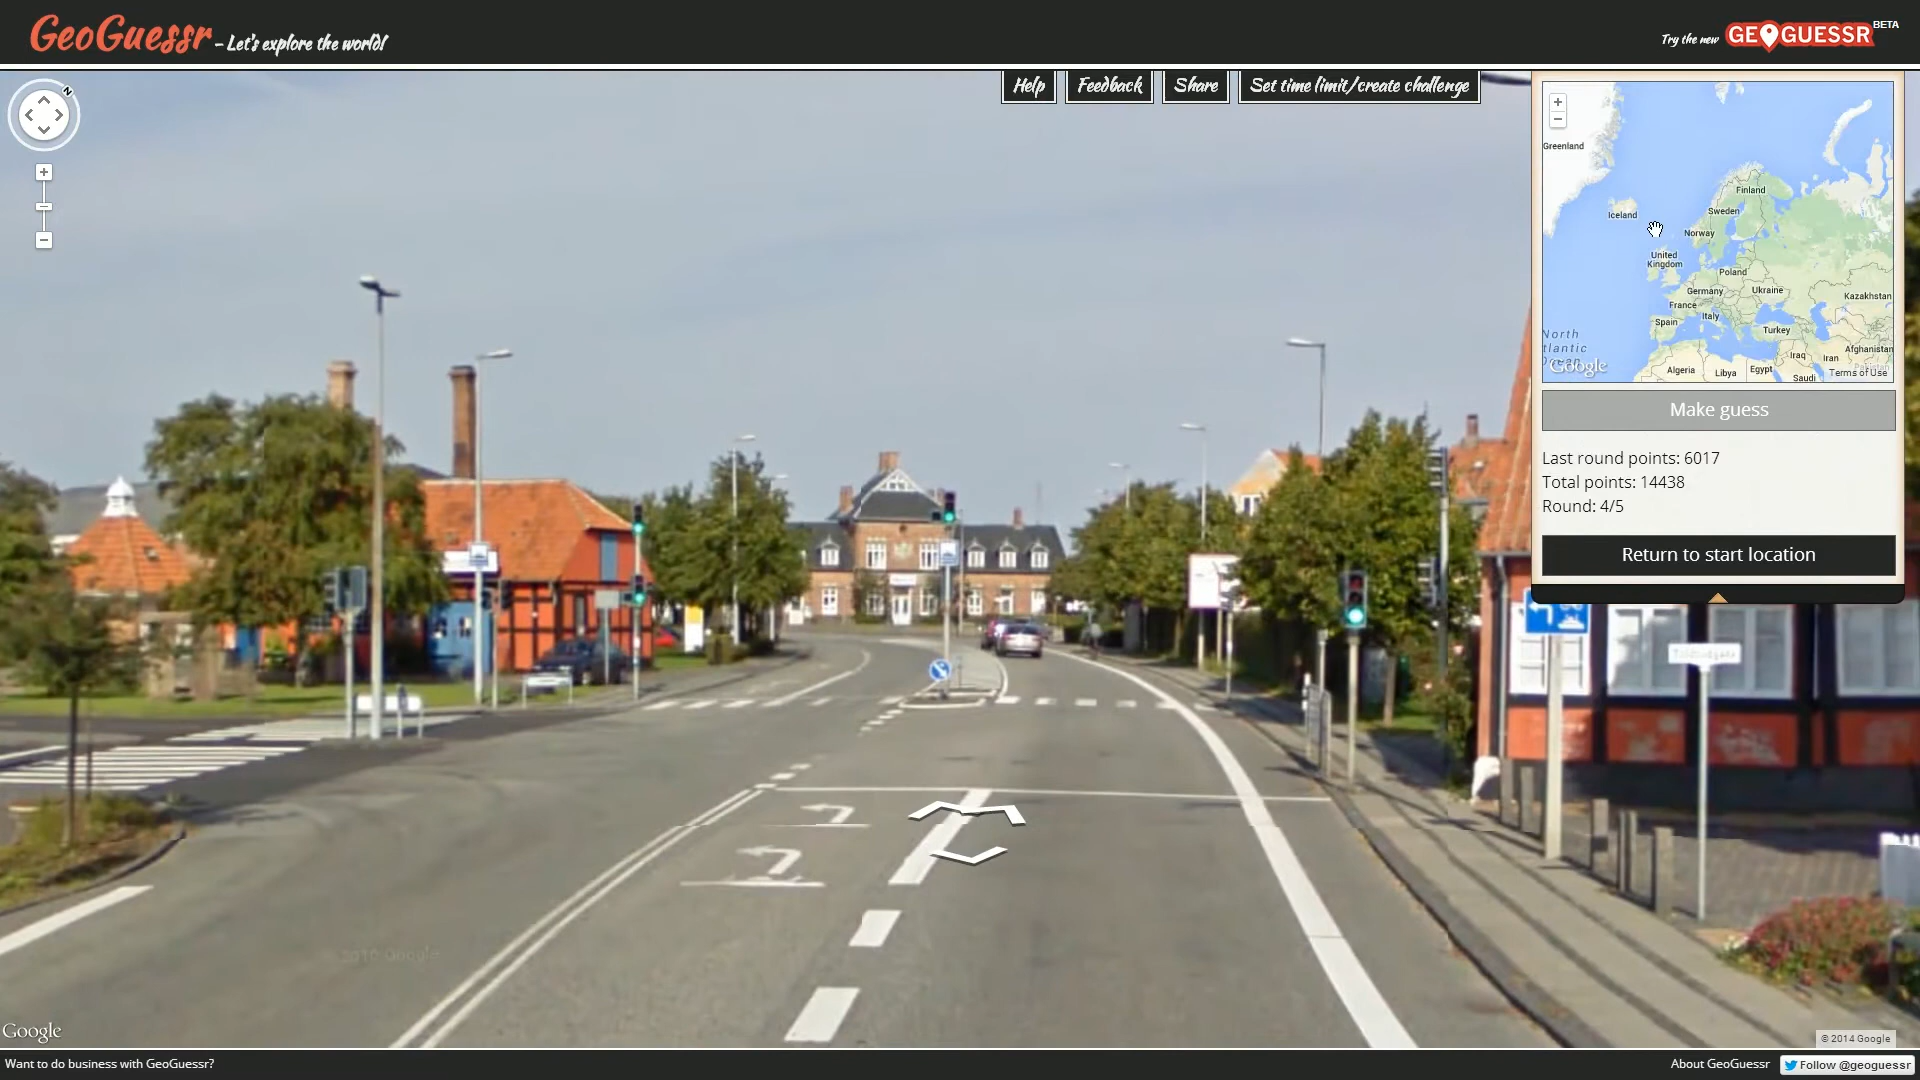 GeoGuessr - Let's explore the world!
Try the new GEOGUESSR BETA
Help
Feedback
Share
Set time limit/create challenge
N
Greenland
Iceland
Finland
Sweden
Norway
United
Kingdom
Poland
Germany
Ukraine
France
Kazakhstan
Italy
Spain
Turkey
North
Atlantic
Ocean
Afghanistan
Iraq
Iran
Algeria
Libya
Egypt
Saudi
Google
Terms of Use
Make guess
Last round points: 6017
Total points: 14438
Round: 4/5
Return to start location
© 2010 Google
Google
© 2014 Google
Want to do business with GeoGuessr?
About GeoGuessr
Follow @geoguessr